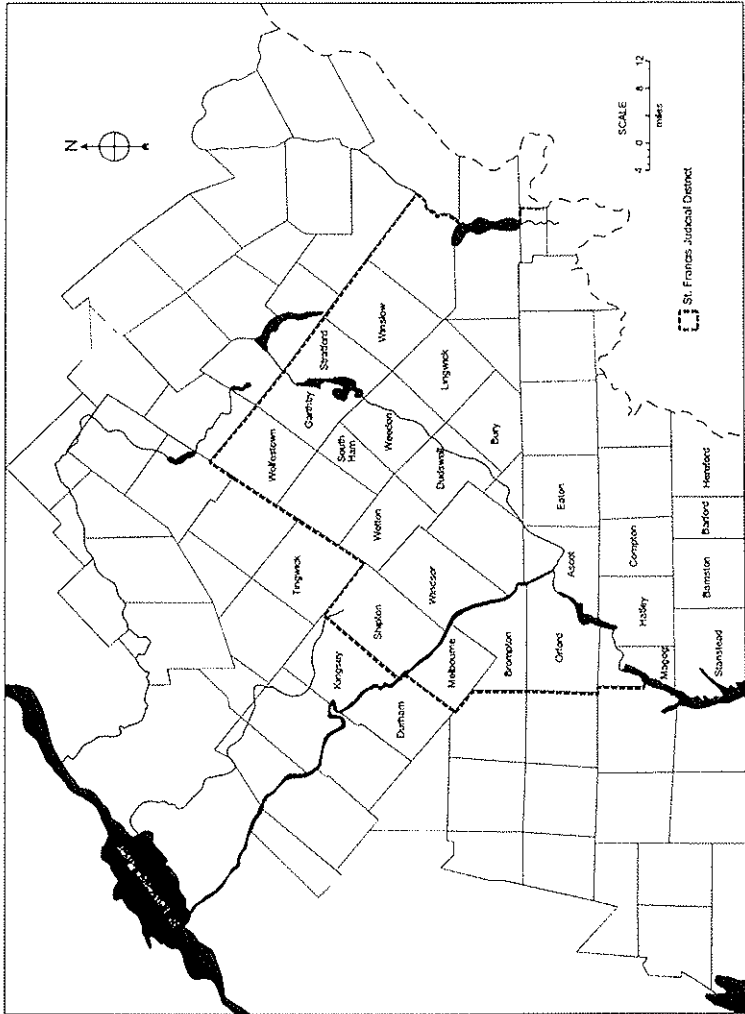 N
Wolfestown
Garthby
Stratford
Winslow
South
Ham
Weedon
Lingwick
Tingwick
Wotton
Dudswell
Bury
Shipton
Windsor
Kingsey
Melbourne
Durham
Brompton
Orford
Ascot
Eaton
Magog
Hatley
Compton
Stanstead
Barnston
Barford
Hereford
SCALE
4 0 8 12
miles
St. Francis Judicial District